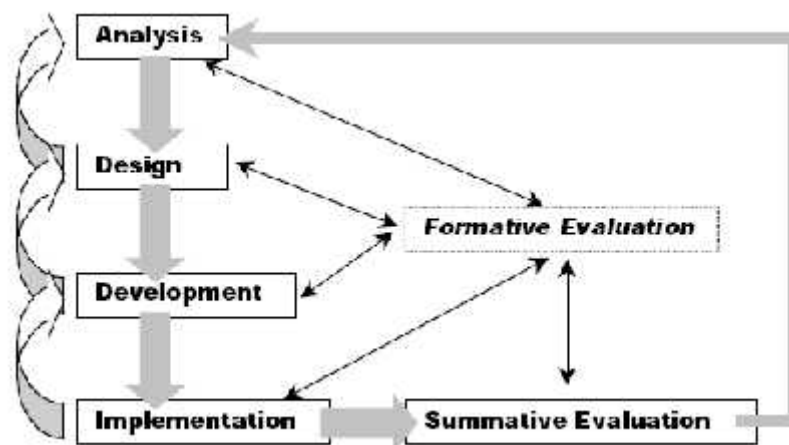 Analysis
Design
Formative Evaluation
Development
Implementation
Summative Evaluation